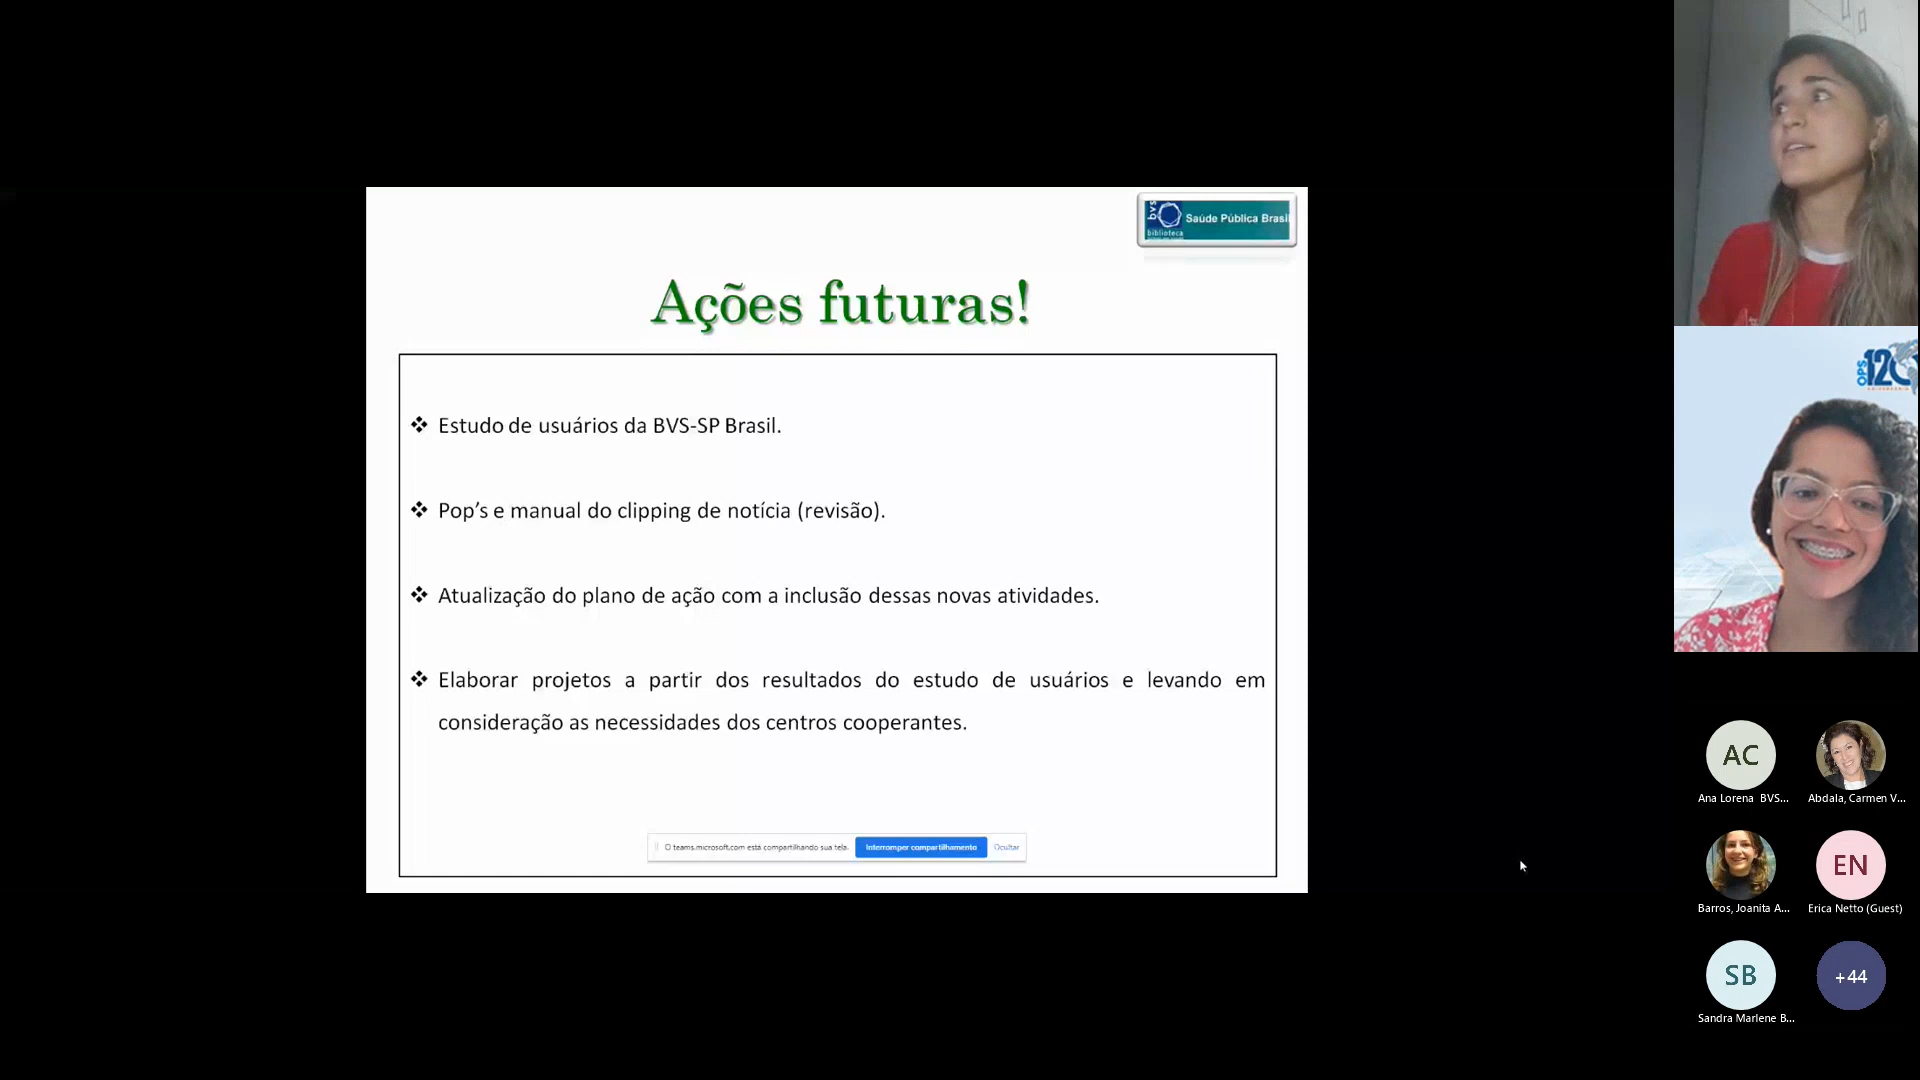 bvs
Saúde Pública Brasil
biblioteca
Ações futuras!
❖ Estudo de usuários da BVS-SP Brasil.
❖ Pop's e manual do clipping de notícia (revisão).
❖ Atualização do plano de ação com a inclusão dessas novas atividades.
❖ Elaborar projetos a partir dos resultados do estudo de usuários e levando em
consideração as necessidades dos centros cooperantes.
O teams.microsoft.com está compartilhando sua tela.
Interromper compartilhamento
Ocultar
OPS
120
AC
Ana Lorena BVS...
Abdala, Carmen V...
Barros, Joanita A...
EN
Erica Netto (Guest)
SB
Sandra Marlene B...
+44